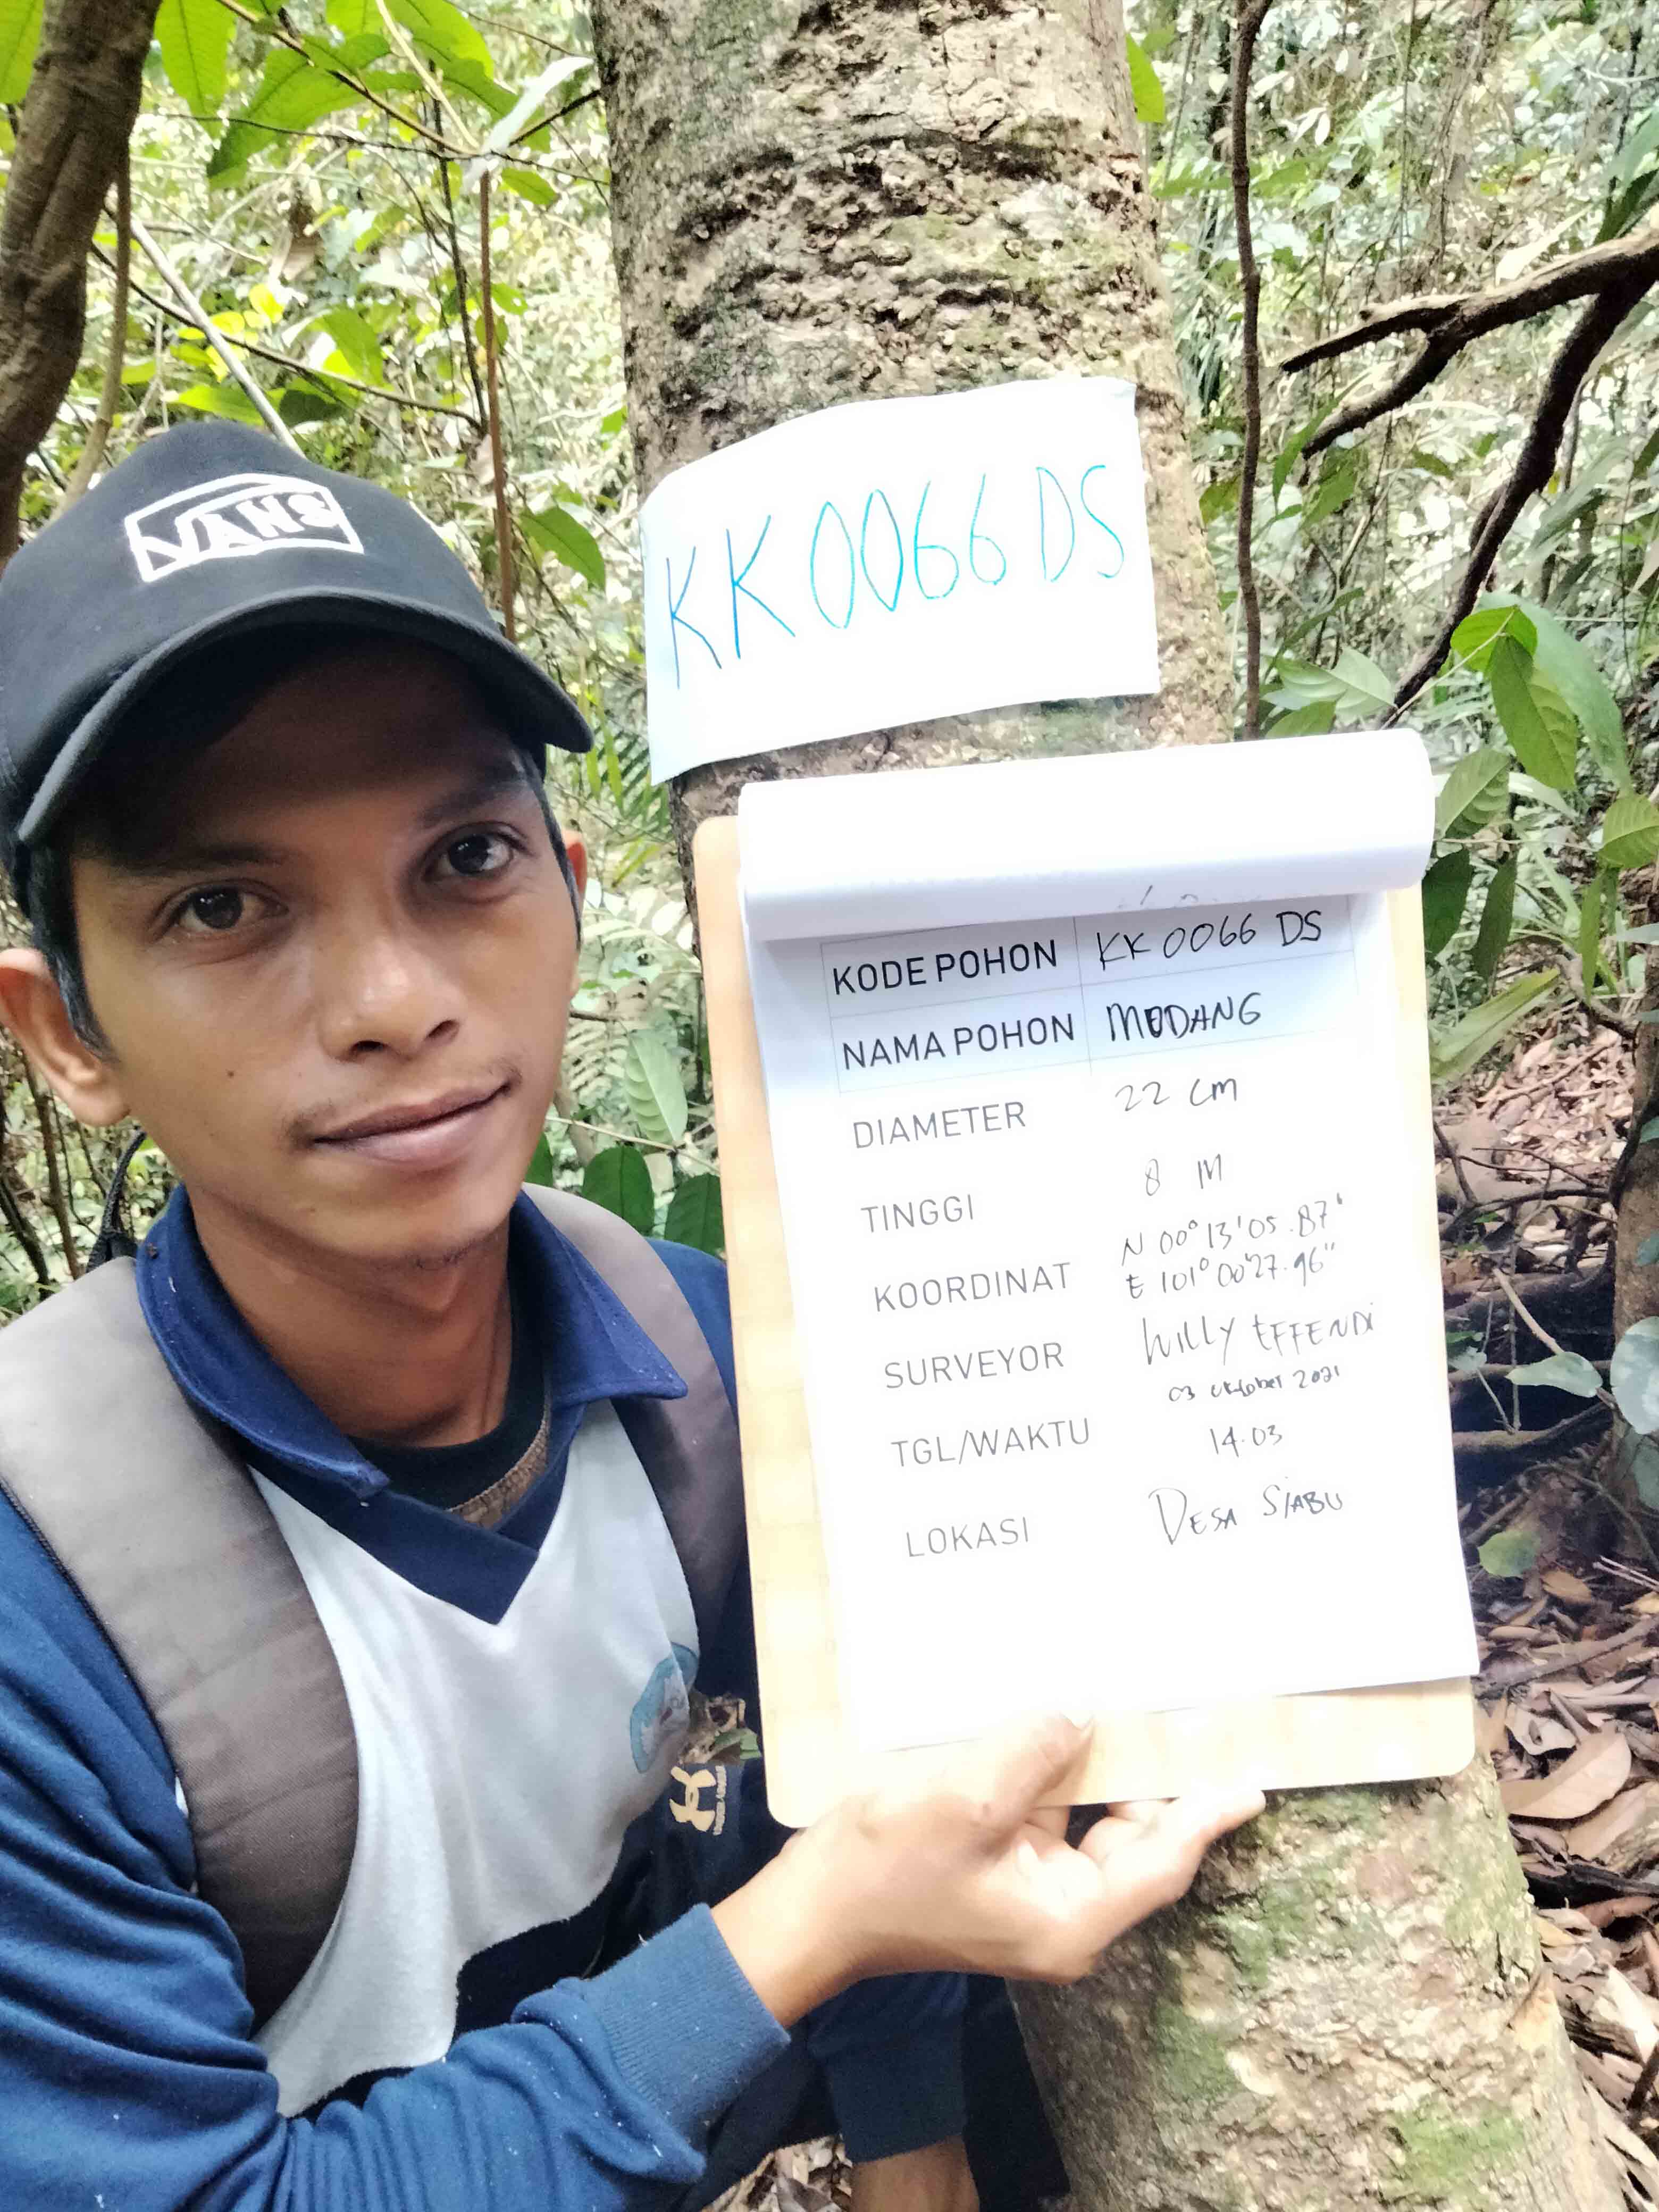 VANS
KK 0066 DS
KODE POHON KK 0066 DS
NAMA POHON MODANG
DIAMETER 22 CM
TINGGI 8 M
KOORDINAT N 00° 13' 05.87"
E 101° 00' 27.96"
SURVEYOR WILLY EFFENDI
TGL/WAKTU 03 Oktober 2021
14.03
LOKASI DESA SIABU